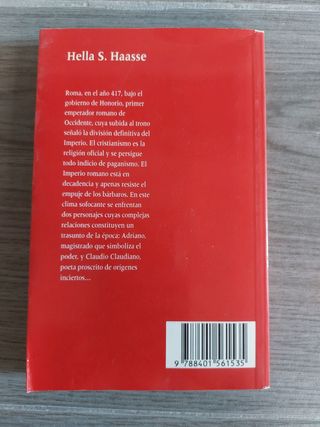 Hella S. Haasse
Roma, en el año 417, bajo el
gobierno de Honorio, primer
emperador romano de
Occidente, cuya subida al trono
señaló la división definitiva del
Imperio. El cristianismo es la
religión oficial y se persigue
todo indicio de paganismo. El
Imperio romano está en
decadencia y apenas resiste el
empuje de los bárbaros. En este
clima sofocante se enfrentan
dos personajes cuyas complejas
relaciones constituyen un
trasunto de la época: Adriano,
magistrado que simboliza el
poder, y Claudio Claudiano,
poeta proscrito de orígenes
inciertos...
9 788401 561535